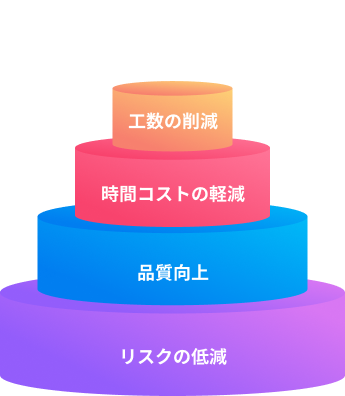 工数の削減
時間コストの軽減
品質向上
リスクの低減